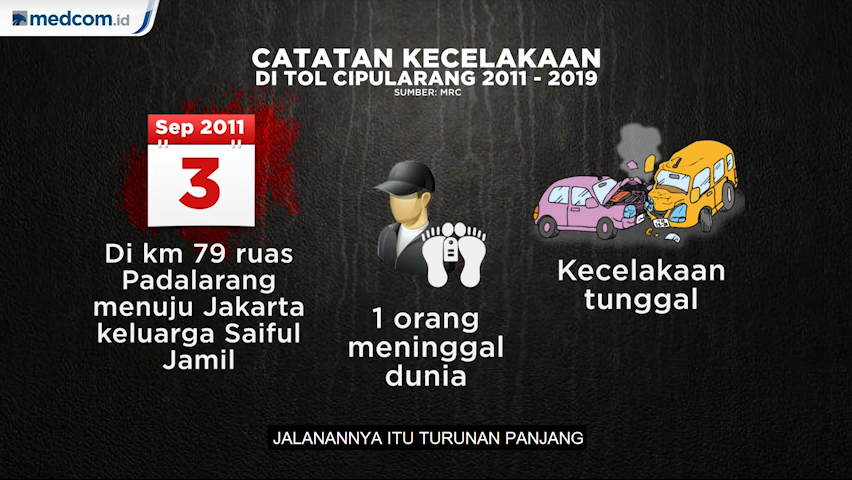 medcom.id
CATATAN KECELAKAAN
DI TOL CIPULARANG 2011 - 2019
SUMBER: MRC
Sep 2011
3
Di km 79 ruas
Padalarang
menuju Jakarta
keluarga Saiful
Jamil
1 orang
meninggal
dunia
Kecelakaan
tunggal
JALANANNYA ITU TURUNAN PANJANG